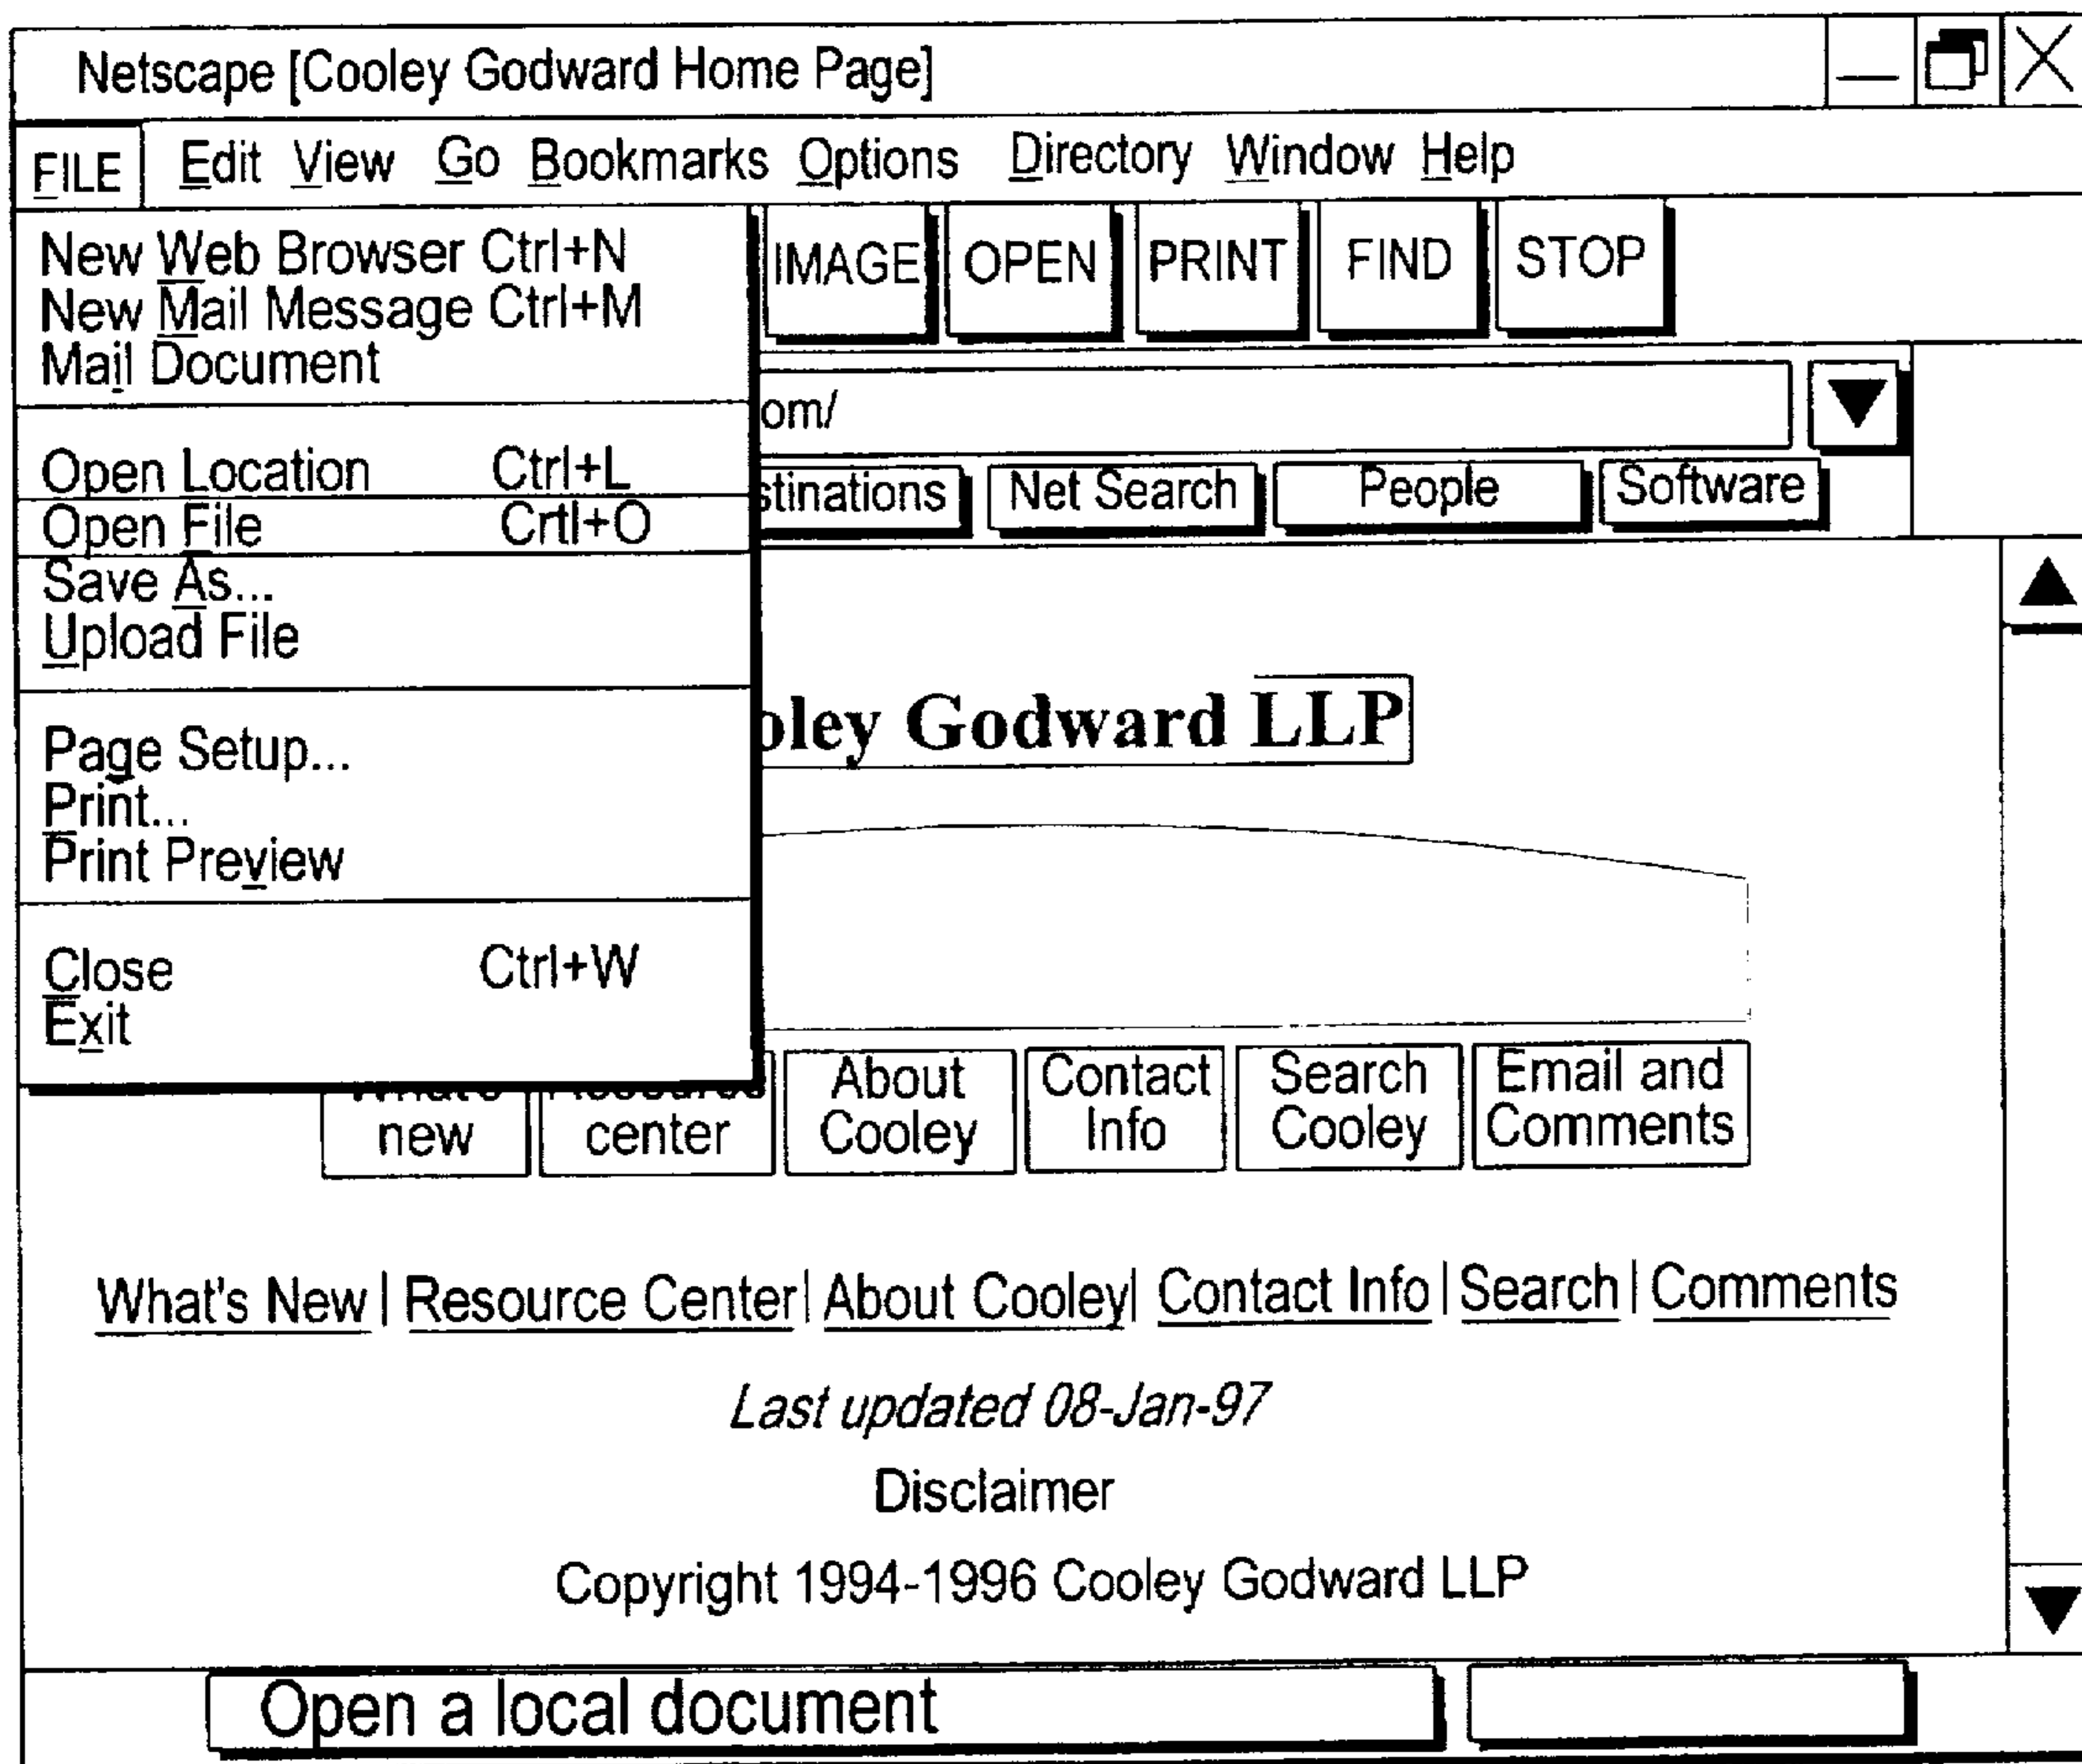 Netscape [Cooley Godward Home Page]
FILE Edit View Go Bookmarks Options Directory Window Help
New Web Browser Ctrl+N
New Mail Message Ctrl+M
Mail Document
Open Location Ctrl+L
Open File Crtl+O
Save As...
Upload File
Page Setup...
Print...
Print Preview
Close Ctrl+W
Exit
IMAGE OPEN PRINT FIND STOP
om/
stinations Net Search People Software
oley Godward LLP
What's new
Resource center
About Cooley
Contact Info
Search Cooley
Email and Comments
What's New | Resource Center | About Cooley | Contact Info | Search | Comments
Last updated 08-Jan-97
Disclaimer
Copyright 1994-1996 Cooley Godward LLP
Open a local document